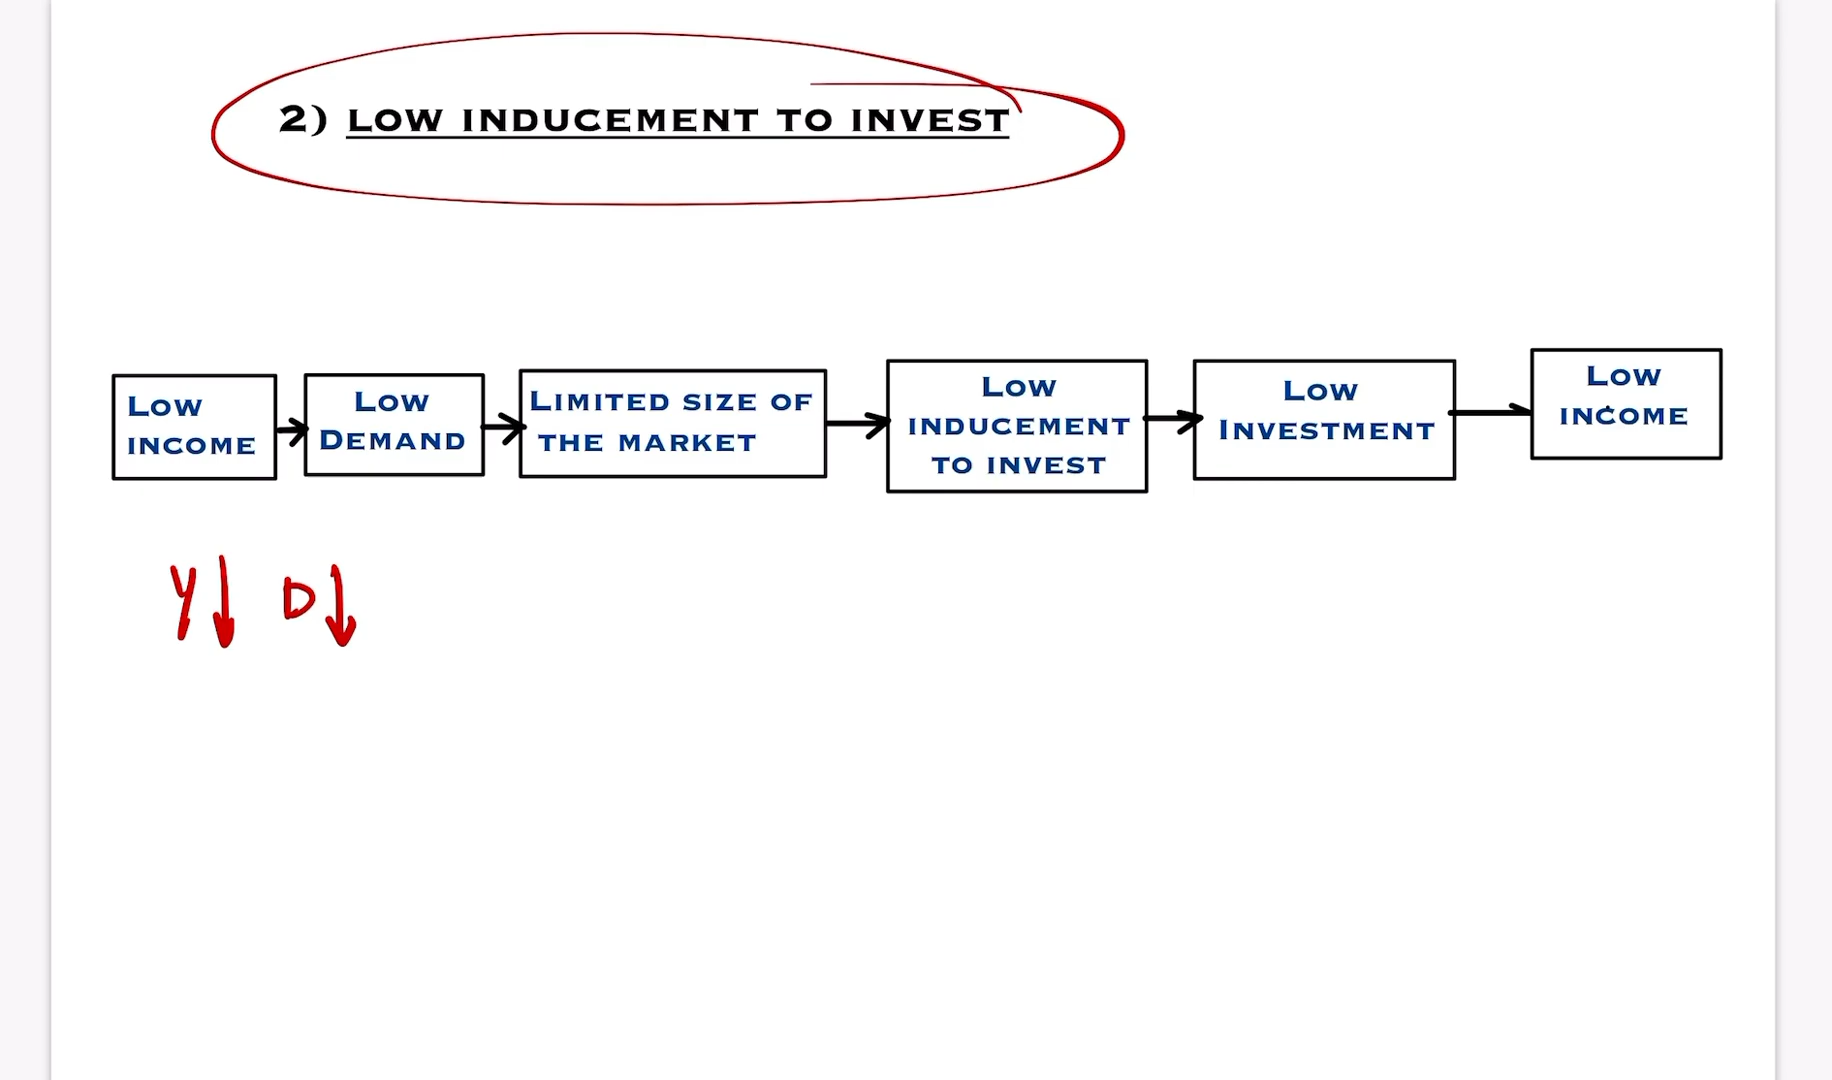 2) LOW INDUCEMENT TO INVEST
LOW
INCOME
LOW
DEMAND
LIMITED SIZE OF
THE MARKET
LOW
INDUCEMENT
TO INVEST
LOW
INVESTMENT
LOW
INCOME
Y↓ D↓